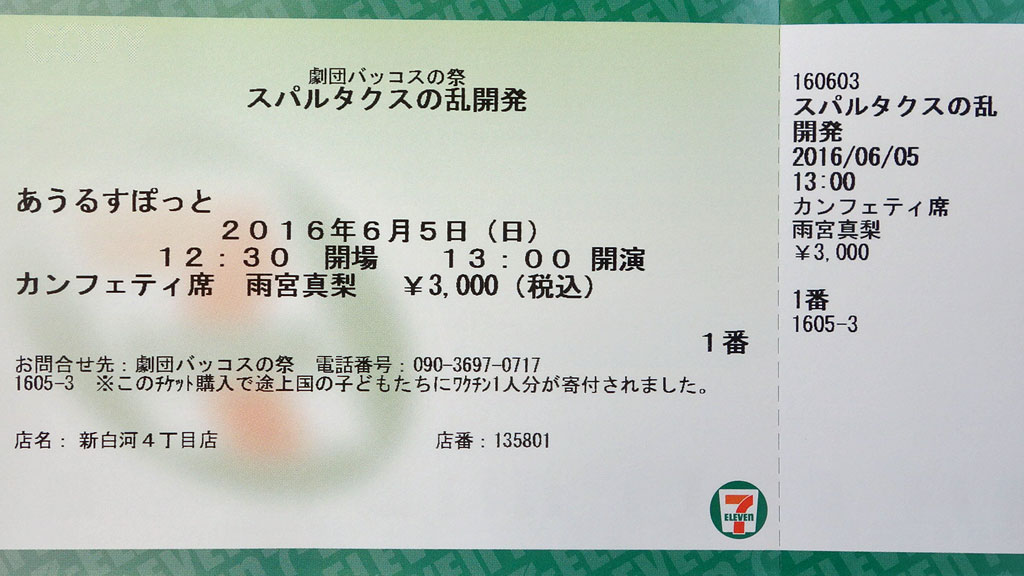 劇団バッコスの祭
スパルタクスの乱開発
あうるすぽっと
２０１６年６月５日（日）
１２：３０　開場　　１３：００ 開演
カンフェティ席　雨宮真梨　￥3,000（税込）
１番
お問合せ先：劇団バッコスの祭　電話番号：090-3697-0717
1605-3　※このﾁｹｯﾄ購入で途上国の子どもたちにﾜｸﾁﾝ1人分が寄付されました。
店名： 新白河４丁目店　　店番：135801
7
ELEVEN
160603
スパルタクスの乱
開発
2016/06/05
13:00
カンフェティ席
雨宮真梨
￥3,000
1番
1605-3